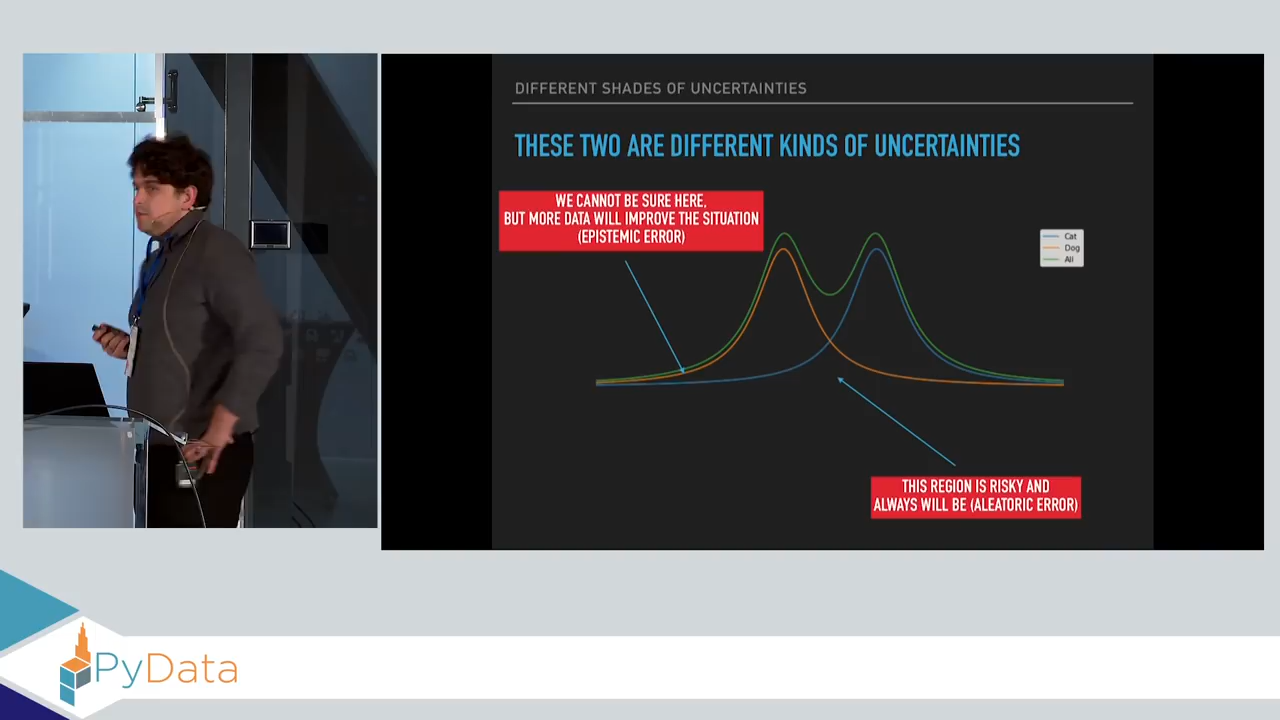 DIFFERENT SHADES OF UNCERTAINTIES
THESE TWO ARE DIFFERENT KINDS OF UNCERTAINTIES
WE CANNOT BE SURE HERE,
BUT MORE DATA WILL IMPROVE THE SITUATION
(EPISTEMIC ERROR)
Cat
Dog
All
THIS REGION IS RISKY AND
ALWAYS WILL BE (ALEATORIC ERROR)
PyData